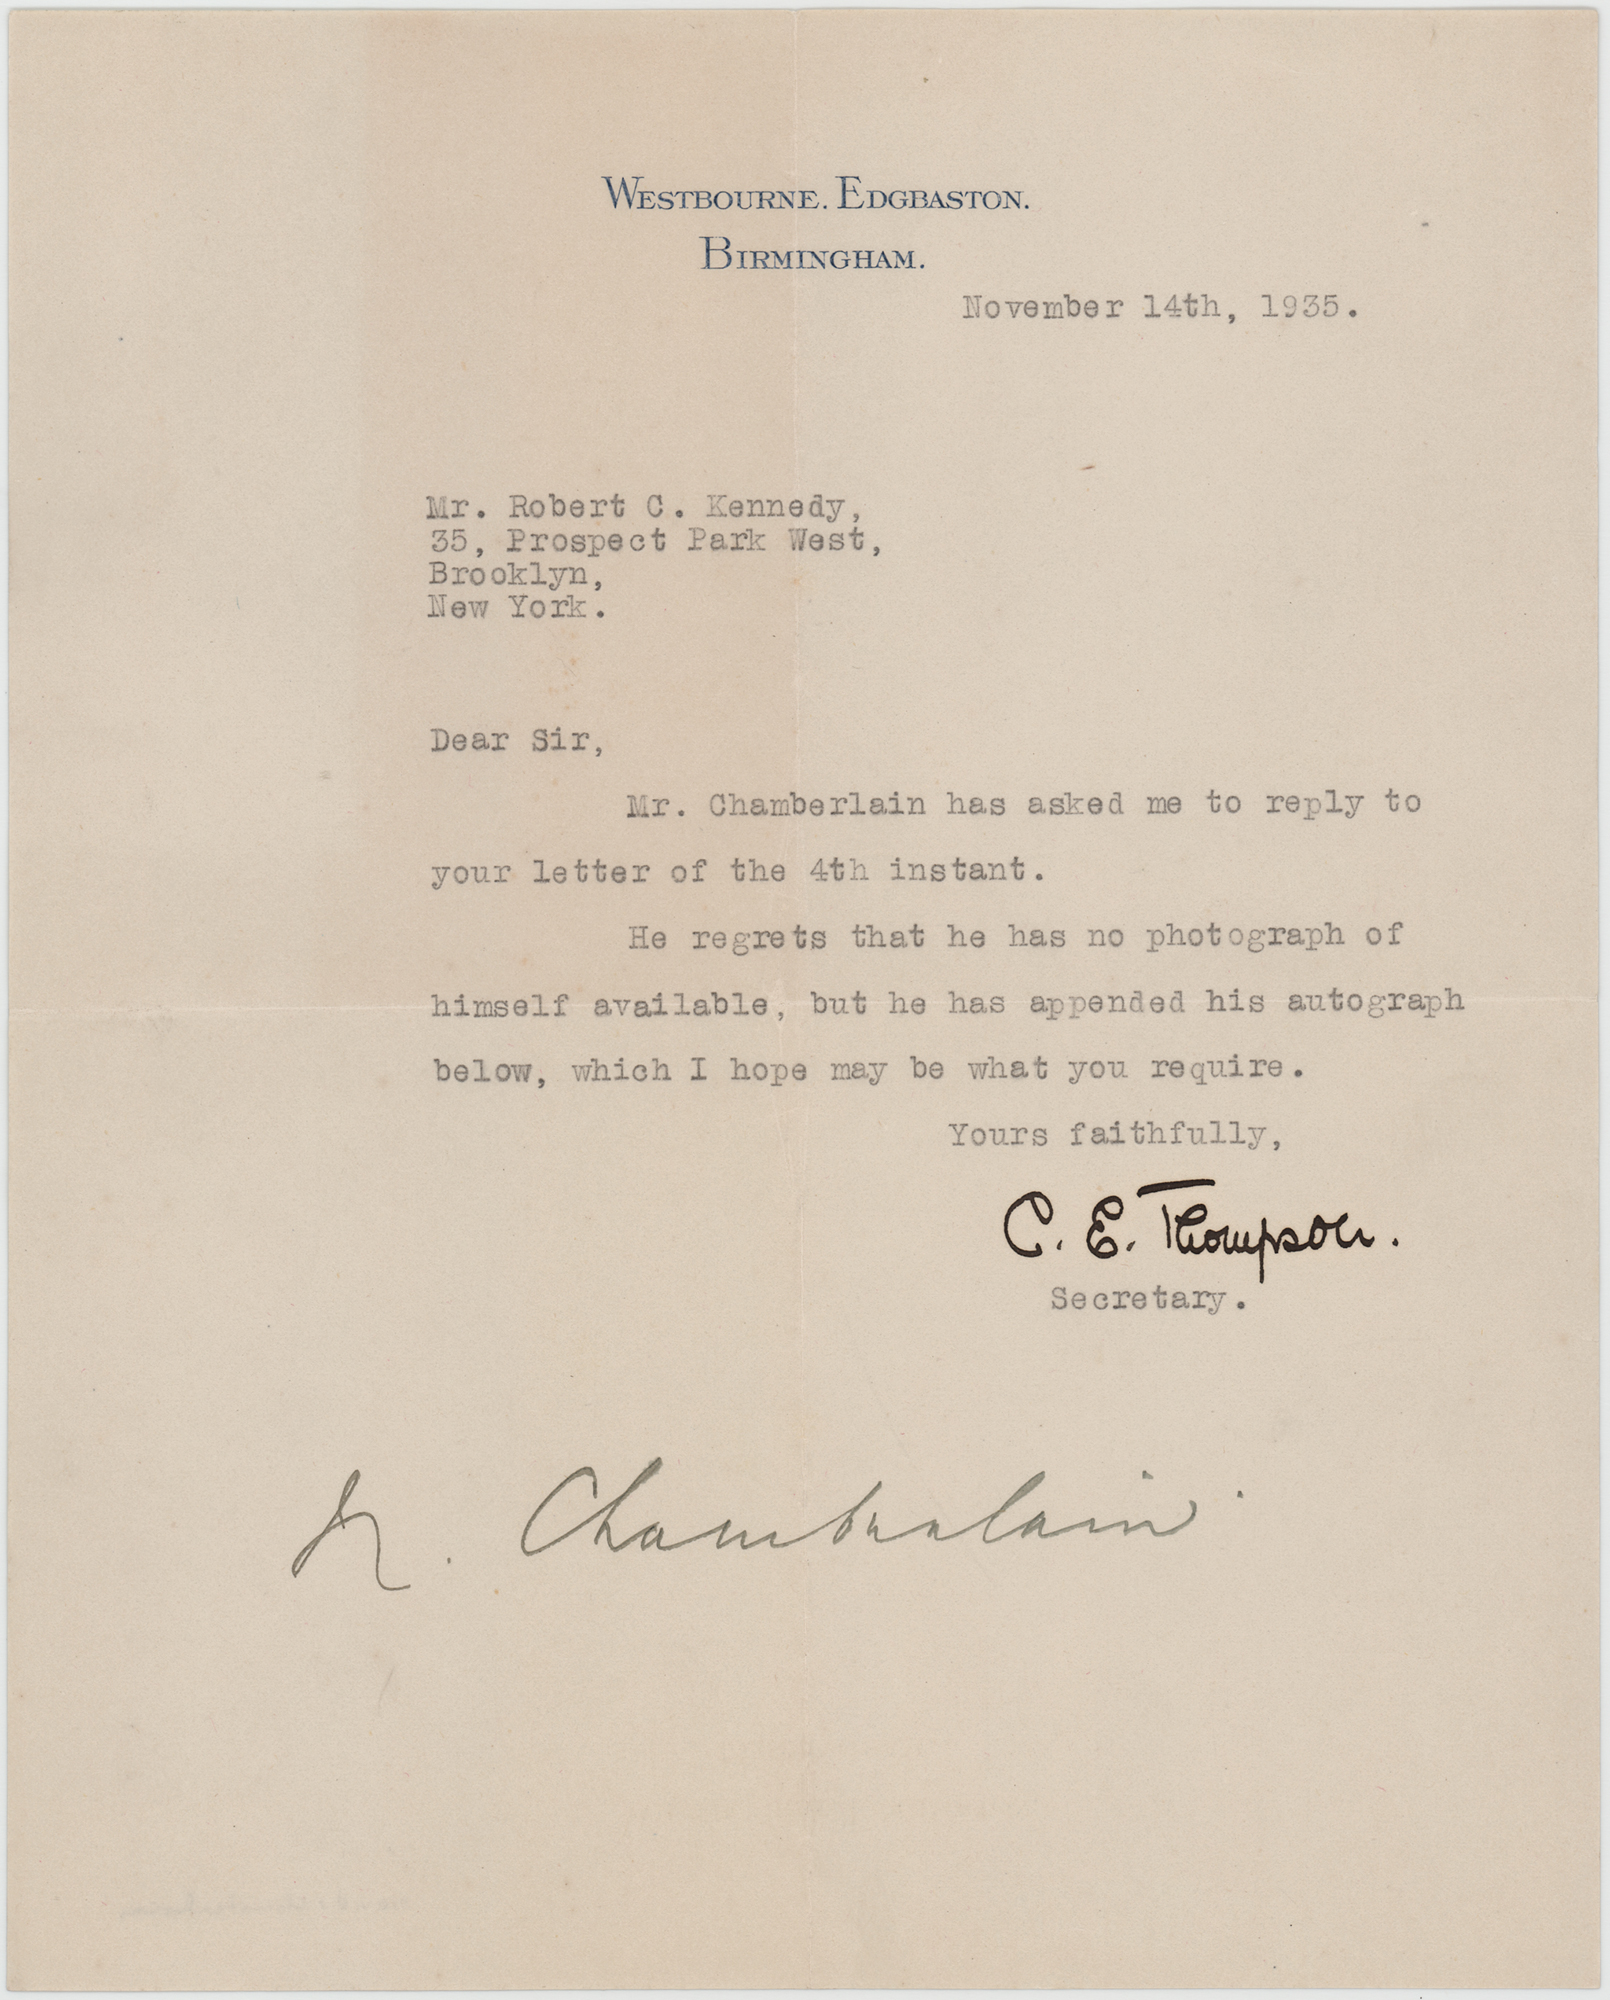 WESTBOURNE. EDGBASTON.
BIRMINGHAM.
November 14th, 1935.
Mr. Robert C. Kennedy,
35, Prospect Park West,
Brooklyn,
New York.
Dear Sir,
Mr. Chamberlain has asked me to reply to
your letter of the 4th instant.
He regrets that he has no photograph of
himself available, but he has appended his autograph
below, which I hope may be what you require.
Yours faithfully,
C. E. Thompson.
Secretary.
N. Chamberlain.